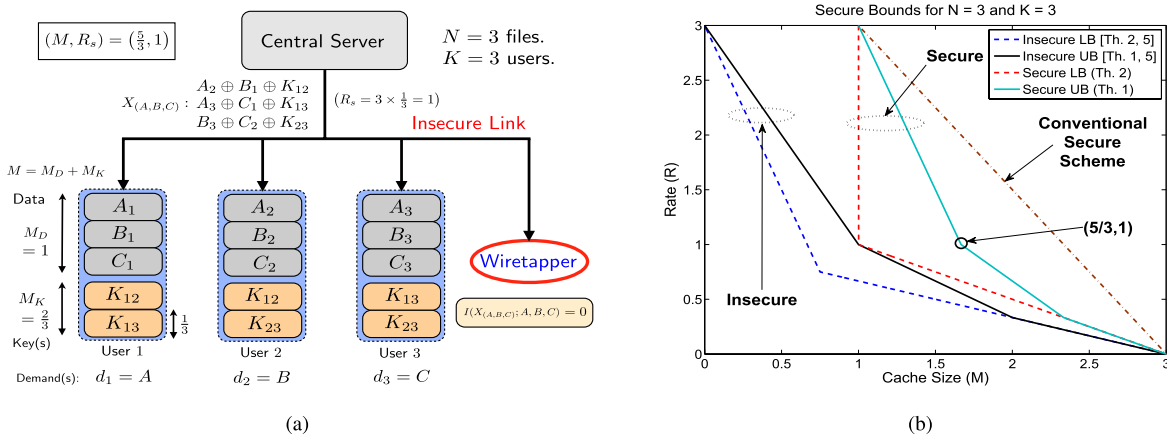 (M, R_s) = (5/3, 1)
Central Server
N = 3 files.
K = 3 users.
X_(A,B,C) :
A_2 ⊕ B_1 ⊕ K_12
A_3 ⊕ C_1 ⊕ K_13
B_3 ⊕ C_2 ⊕ K_23
(R_s = 3 × 1/3 = 1)
Insecure Link
M = M_D + M_K
Data
M_D = 1
M_K = 2/3
Key(s)
A_1
B_1
C_1
K_12
K_13
1/3
User 1
A_2
B_2
C_2
K_12
K_23
User 2
A_3
B_3
C_3
K_13
K_23
User 3
Wiretapper
I(X_(A,B,C); A, B, C) = 0
Demand(s):
d_1 = A
d_2 = B
d_3 = C
(a)
Secure Bounds for N = 3 and K = 3
Insecure LB [Th. 2, 5]
Insecure UB [Th. 1, 5]
Secure LB (Th. 2)
Secure UB (Th. 1)
Secure
Conventional
Secure
Scheme
(5/3,1)
Insecure
Rate (R)
3
2.5
2
1.5
1
0.5
0
0
0.5
1
1.5
2
2.5
3
Cache Size (M)
(b)